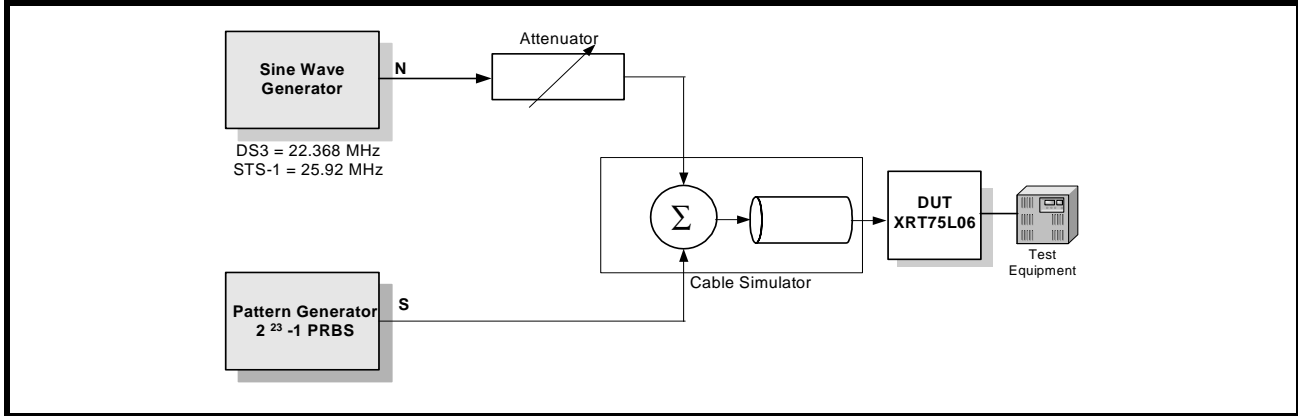 Attenuator
Sine Wave
Generator
N
DS3 = 22.368 MHz
STS-1 = 25.92 MHz
Σ
DUT
XRT75L06
Test
Equipment
Cable Simulator
Pattern Generator
2 ²³ -1 PRBS
S